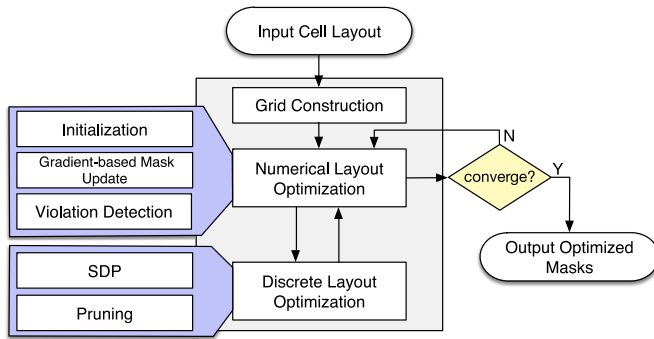 Input Cell Layout
Grid Construction
Initialization
Gradient-based Mask
Update
Violation Detection
Numerical Layout
Optimization
N
converge?
Y
Output Optimized
Masks
SDP
Pruning
Discrete Layout
Optimization